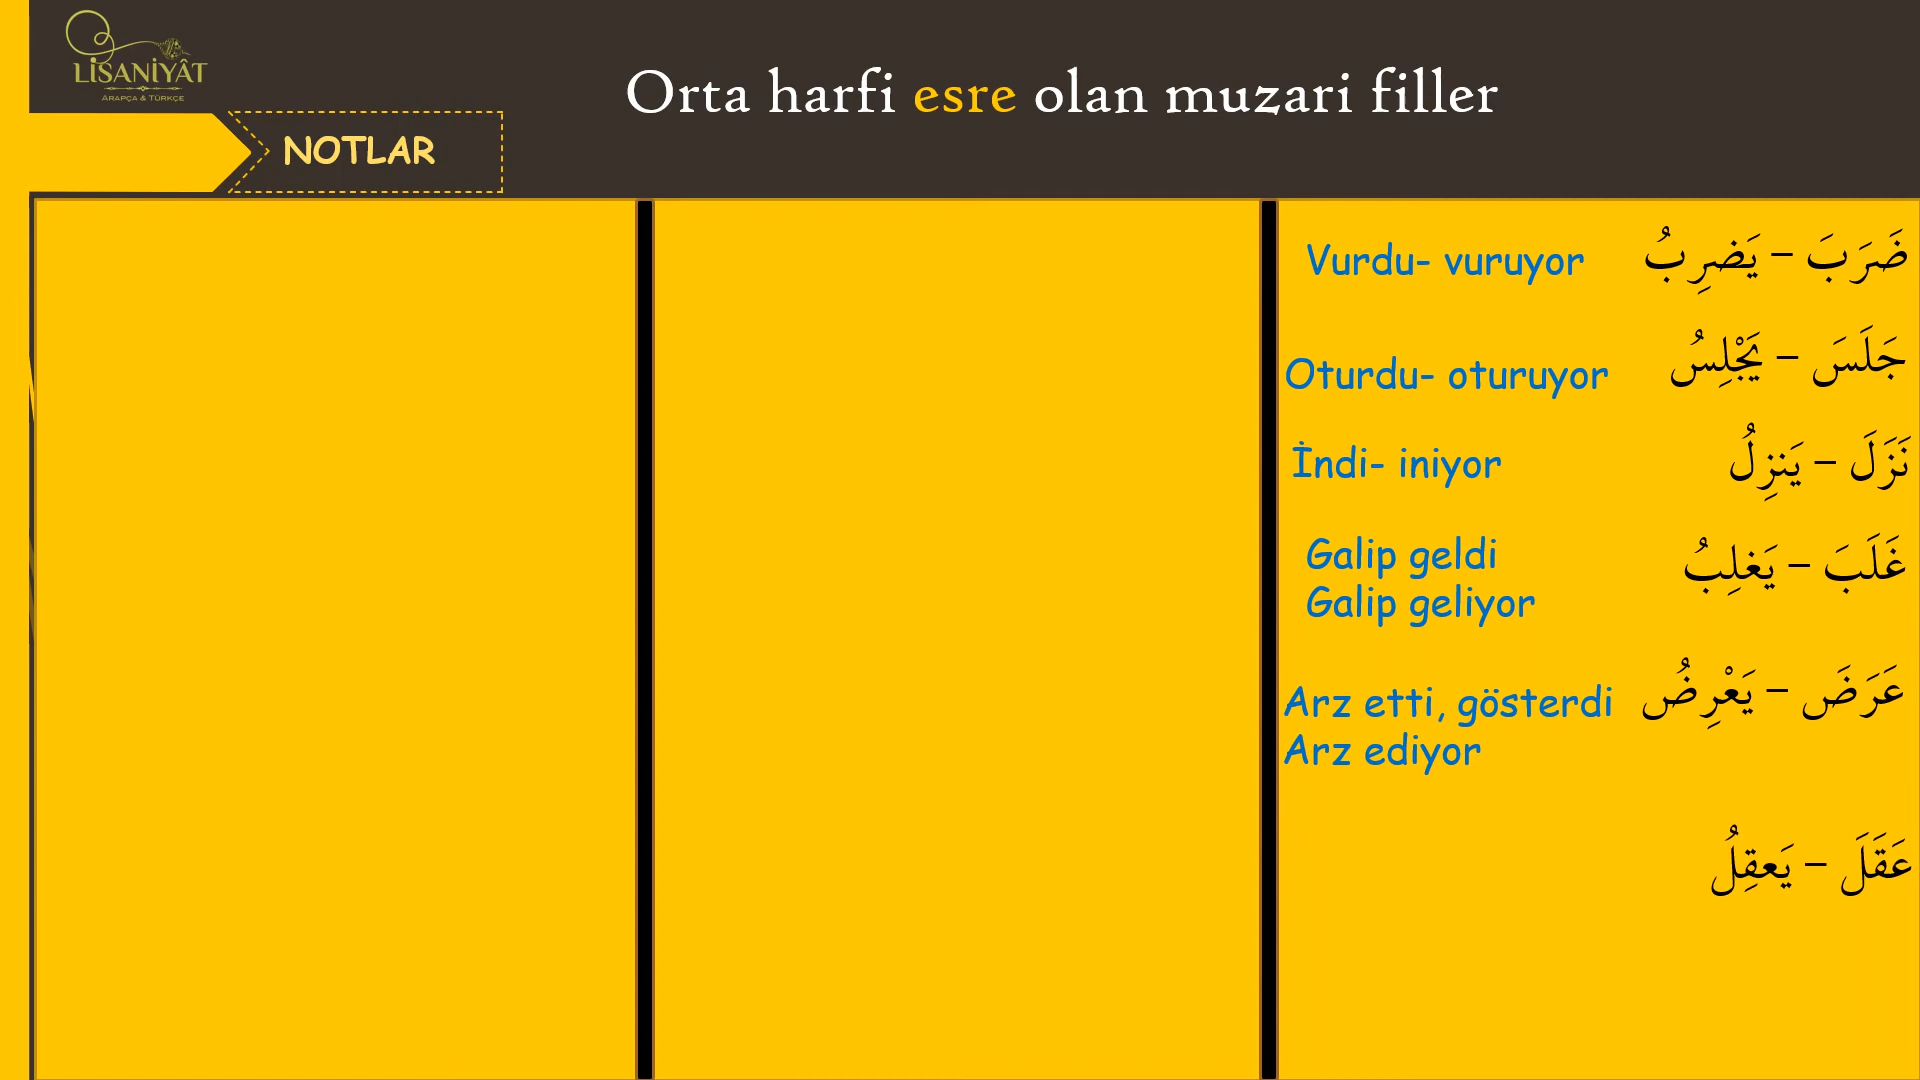 LİSANİYÂT
ARAPÇA & TÜRKÇE
Orta harfi esre olan muzari filler
NOTLAR
ضَرَبَ – يَضرِبُ
Vurdu- vuruyor
جَلَسَ – يَجْلِسُ
Oturdu- oturuyor
نَزَلَ – يَنزِلُ
İndi- iniyor
غَلَبَ – يَغلِبُ
Galip geldi
Galip geliyor
عَرَضَ – يَعْرِضُ
Arz etti, gösterdi
Arz ediyor
عَقَلَ – يَعقِلُ